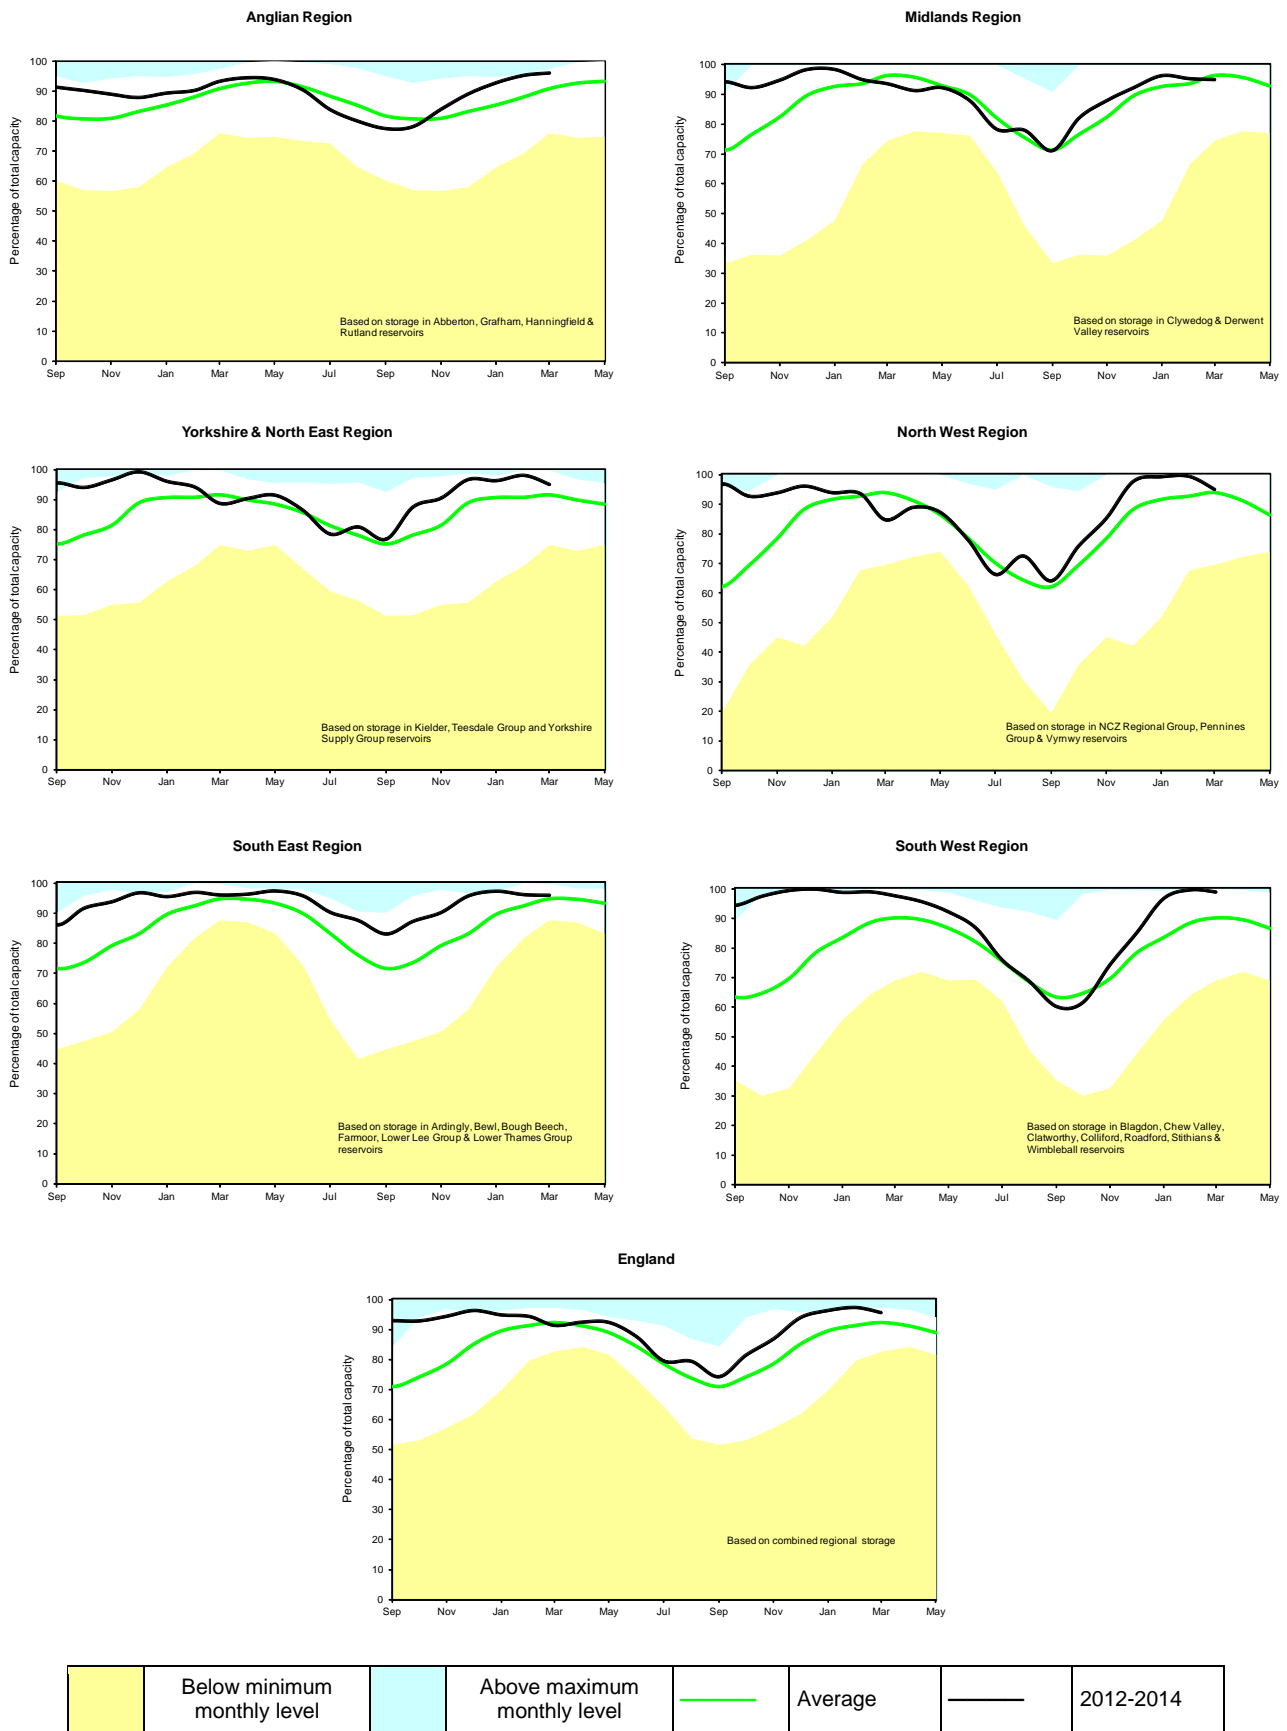 Anglian Region
Percentage of total capacity
100
90
80
70
60
50
40
30
20
10
0
Sep Nov Jan Mar May Jul Sep Nov Jan Mar May
Based on storage in Abberton, Grafham, Hanningfield &
Rutland reservoirs
Midlands Region
Percentage of total capacity
100
90
80
70
60
50
40
30
20
10
0
Sep Nov Jan Mar May Jul Sep Nov Jan Mar May
Based on storage in Clywedog & Derwent
Valley reservoirs
Yorkshire & North East Region
Percentage of total capacity
100
90
80
70
60
50
40
30
20
10
0
Sep Nov Jan Mar May Jul Sep Nov Jan Mar May
Based on storage in Kielder, Teesdale Group and Yorkshire
Supply Group reservoirs
North West Region
Percentage of total capacity
100
90
80
70
60
50
40
30
20
10
0
Sep Nov Jan Mar May Jul Sep Nov Jan Mar May
Based on storage in NCZ Regional Group, Pennines
Group & Vyrnwy reservoirs
South East Region
Percentage of total capacity
100
90
80
70
60
50
40
30
20
10
0
Sep Nov Jan Mar May Jul Sep Nov Jan Mar May
Based on storage in Ardingly, Bewl, Bough Beech,
Farmoor, Lower Lee Group & Lower Thames Group
reservoirs
South West Region
Percentage of total capacity
100
90
80
70
60
50
40
30
20
10
0
Sep Nov Jan Mar May Jul Sep Nov Jan Mar May
Based on storage in Blagdon, Chew Valley,
Clatworthy, Colliford, Roadford, Stithians &
Wimbleball reservoirs
England
Percentage of total capacity
100
90
80
70
60
50
40
30
20
10
0
Sep Nov Jan Mar May Jul Sep Nov Jan Mar May
Based on combined regional storage
Below minimum
monthly level
Above maximum
monthly level
Average
2012-2014